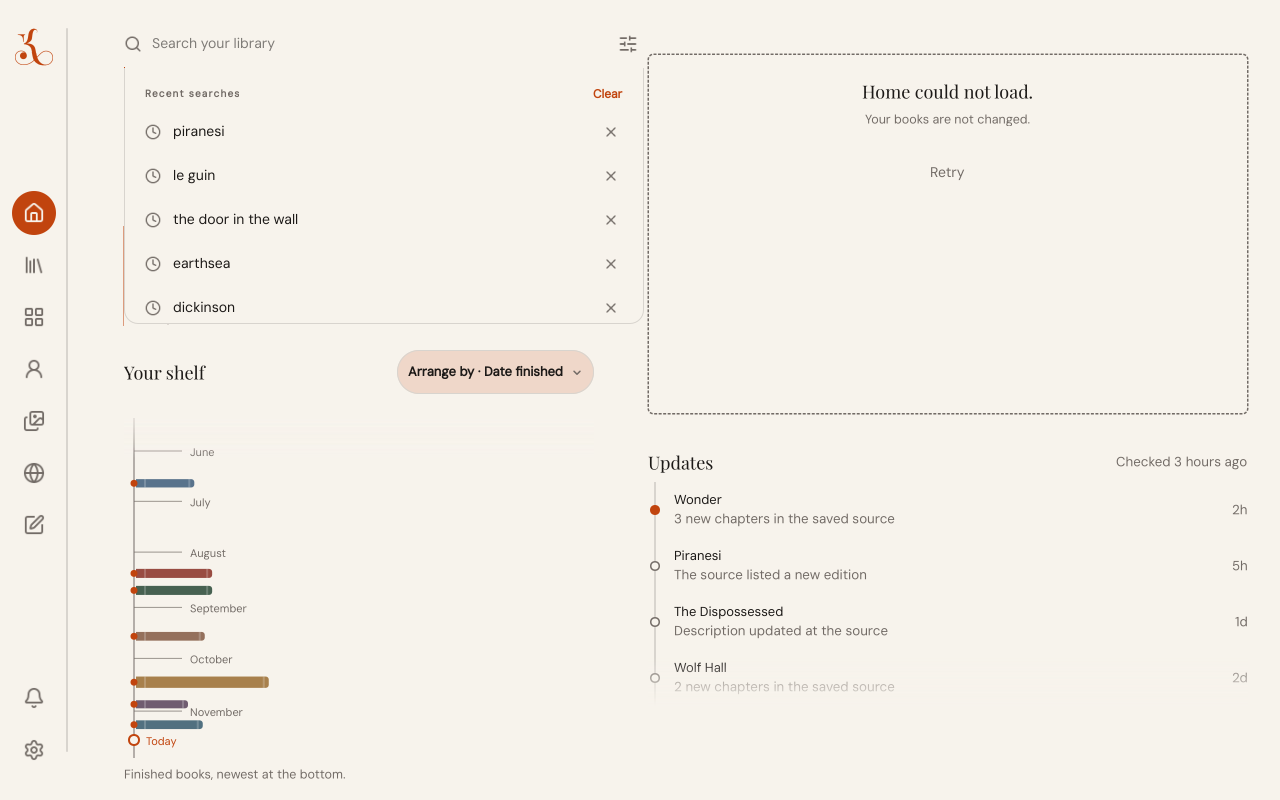 Search your library
Recent searches
Clear
piranesi
le guin
the door in the wall
earthsea
dickinson
Home could not load.
Your books are not changed.
Retry
Your shelf
Arrange by · Date finished
June
July
August
September
October
November
Today
Finished books, newest at the bottom.
Updates
Checked 3 hours ago
Wonder
3 new chapters in the saved source
2h
Piranesi
The source listed a new edition
5h
The Dispossessed
Description updated at the source
1d
Wolf Hall
2 new chapters in the saved source
2d